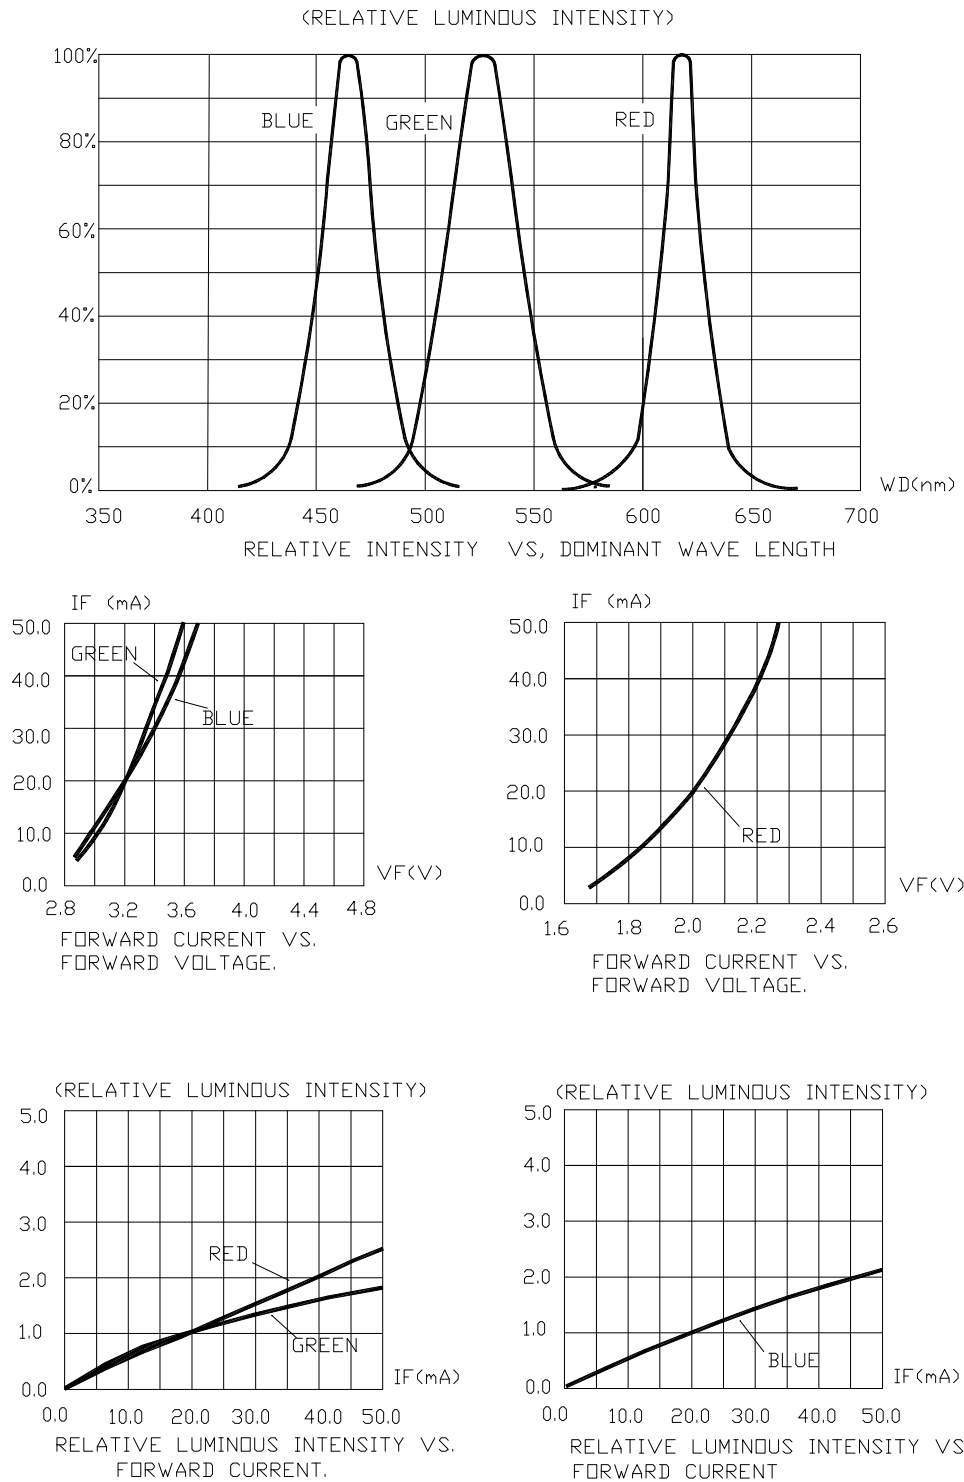 (RELATIVE LUMINOUS INTENSITY)
100%
BLUE GREEN RED
80%
60%
40%
20%
0%
WD(nm)
350 400 450 500 550 600 650 700
RELATIVE INTENSITY VS, DOMINANT WAVE LENGTH
IF (mA)
50.0
GREEN
40.0
BLUE
30.0
20.0
10.0
0.0
VF(V)
2.8 3.2 3.6 4.0 4.4 4.8
FORWARD CURRENT VS.
FORWARD VOLTAGE.
IF (mA)
50.0
40.0
30.0
20.0
RED
10.0
0.0
VF(V)
1.6 1.8 2.0 2.2 2.4 2.6
FORWARD CURRENT VS.
FORWARD VOLTAGE.
(RELATIVE LUMINOUS INTENSITY)
5.0
4.0
3.0
RED
2.0
1.0
GREEN
0.0
IF(mA)
0.0 10.0 20.0 30.0 40.0 50.0
RELATIVE LUMINOUS INTENSITY VS.
FORWARD CURRENT.
(RELATIVE LUMINOUS INTENSITY)
5.0
4.0
3.0
2.0
1.0
BLUE
0.0
IF(mA)
0.0 10.0 20.0 30.0 40.0 50.0
RELATIVE LUMINOUS INTENSITY VS
FORWARD CURRENT